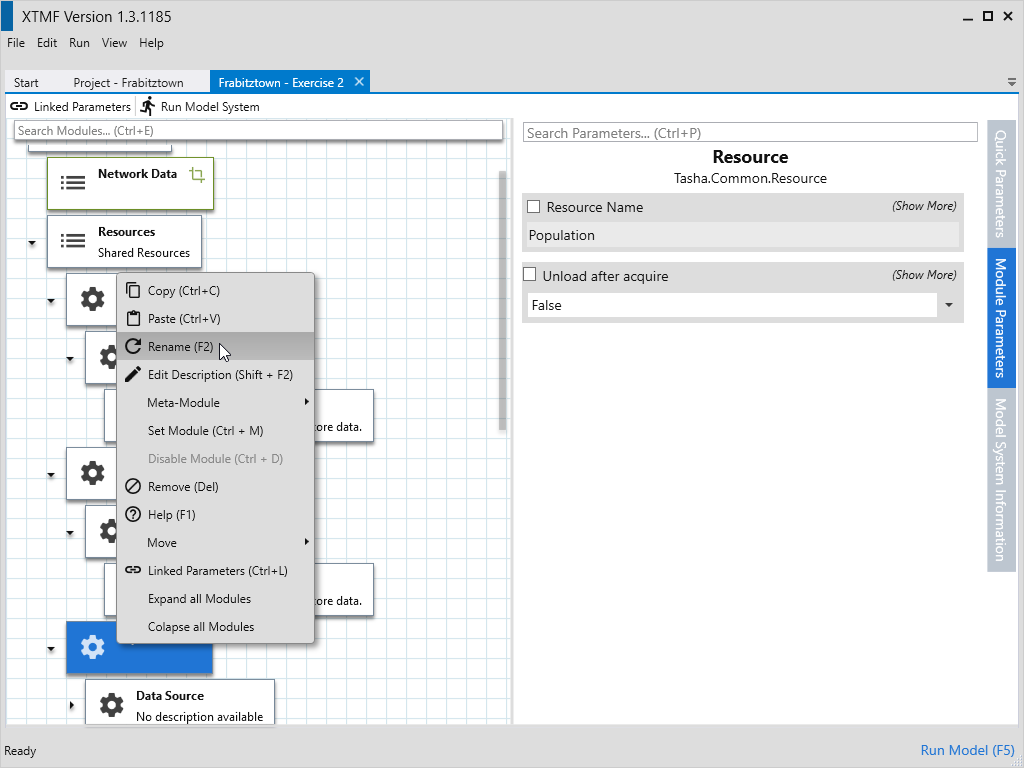 XTMF Version 1.3.1185
File Edit Run View Help
Start Project - Frabitztown Frabitztown - Exercise 2
Linked Parameters Run Model System
Search Modules... (Ctrl+E)
Network Data
Resources
Shared Resources
Copy (Ctrl+C)
Paste (Ctrl+V)
Rename (F2)
Edit Description (Shift + F2)
Meta-Module
Set Module (Ctrl + M)
Disable Module (Ctrl + D)
Remove (Del)
Help (F1)
Move
Linked Parameters (Ctrl+L)
Expand all Modules
Colapse all Modules
core data.
core data.
Data Source
No description available
Search Parameters... (Ctrl+P)
Resource
Tasha.Common.Resource
Resource Name (Show More)
Population
Unload after acquire (Show More)
False
Quick Parameters
Module Parameters
Model System Information
Ready
Run Model (F5)